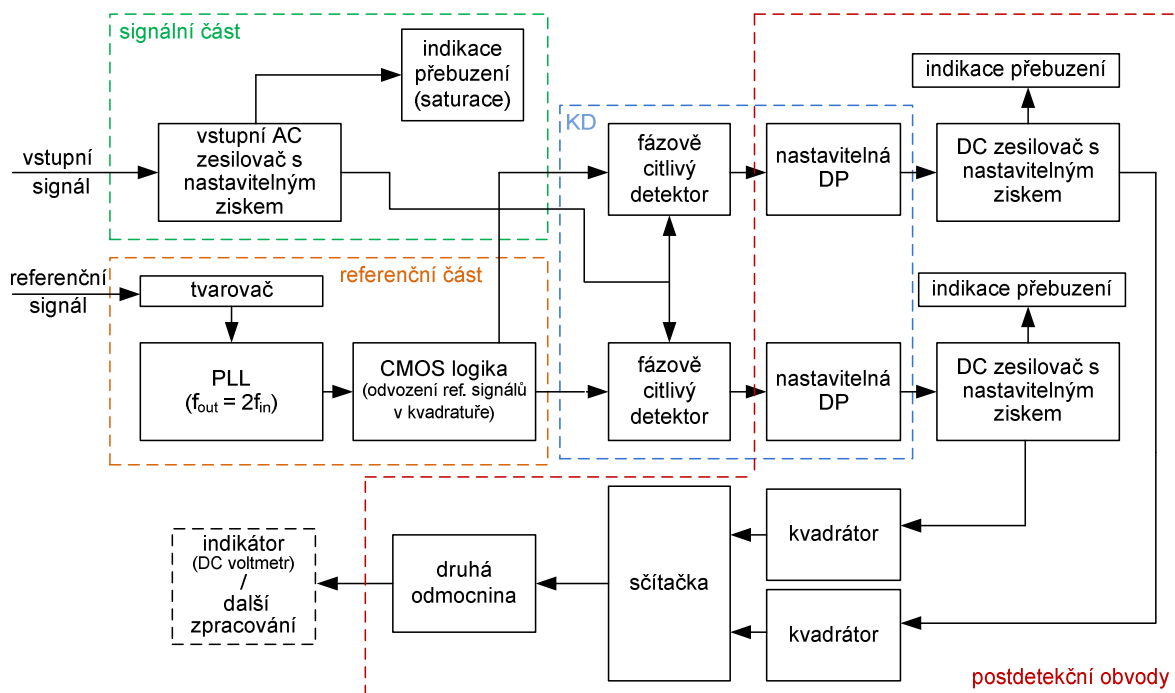 signální část
indikace
přebuzení
(saturace)
indikace přebuzení
KD
vstupní
signál
vstupní AC
zesilovač s
nastavitelným
ziskem
fázově
citlivý
detektor
nastavitelná
DP
DC zesilovač s
nastavitelným
ziskem
referenční
signál
referenční část
tvarovač
indikace přebuzení
PLL
(fout = 2fin)
CMOS logika
(odvození ref. signálů
v kvadratuře)
fázově
citlivý
detektor
nastavitelná
DP
DC zesilovač s
nastavitelným
ziskem
indikátor
(DC voltmetr)
/
další
zpracování
druhá
odmocnina
sčítačka
kvadrátor
kvadrátor
postdetekční obvody